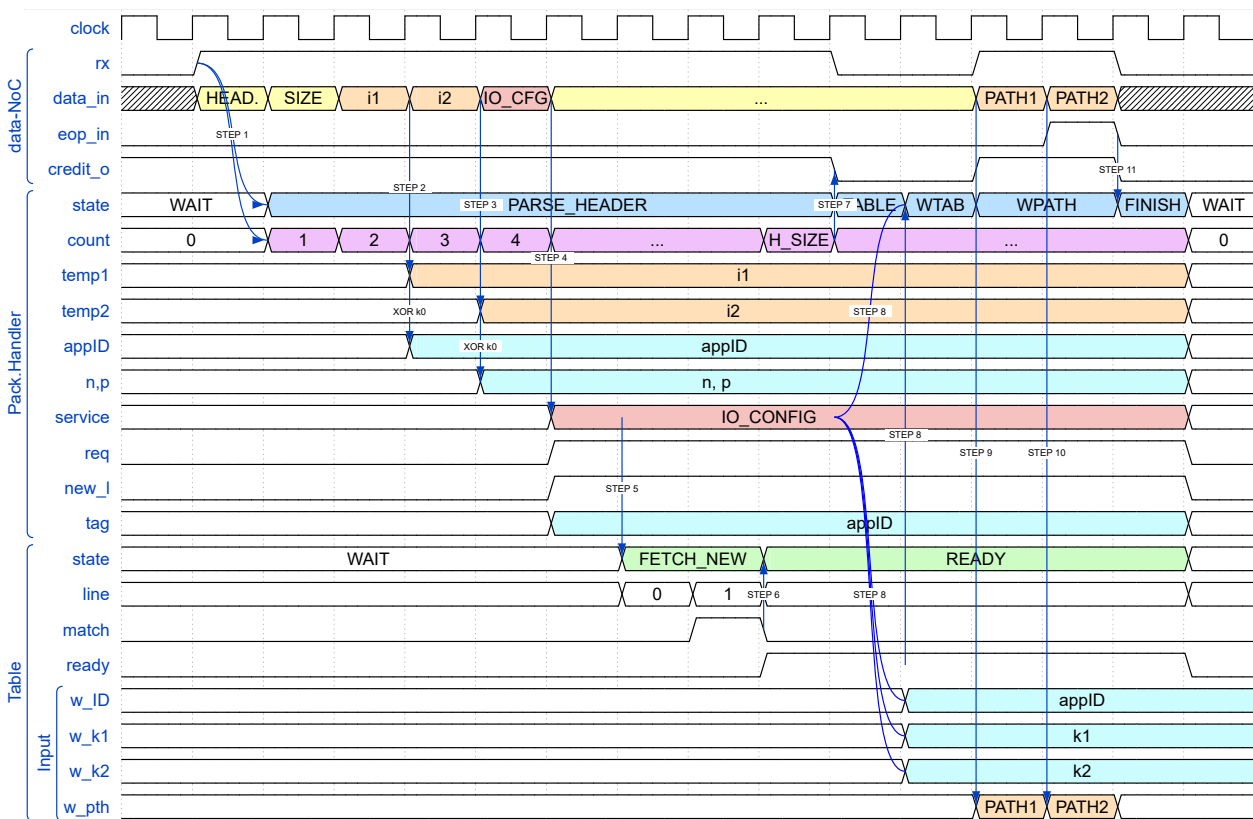 clock
data-NoC
rx
data_in HEAD. SIZE i1 i2 IO_CFG ... PATH1 PATH2
eop_in
STEP 1
credit_o
STEP 11
STEP 2
Pack.Handler
state WAIT PARSE_HEADER TABLE WTAB WPATH FINISH WAIT
STEP 3 STEP 7
count 0 1 2 3 4 ... H_SIZE ... 0
STEP 4
temp1 i1
temp2 i2
XOR k0 STEP 8
appID appID
XOR k0
n,p n, p
service IO_CONFIG
STEP 8
req
STEP 9 STEP 10
new_l
STEP 5
tag appID
Table
state WAIT FETCH_NEW READY
line 0 1
STEP 6 STEP 8
match
ready
Input
w_ID appID
w_k1 k1
w_k2 k2
w_pth PATH1 PATH2